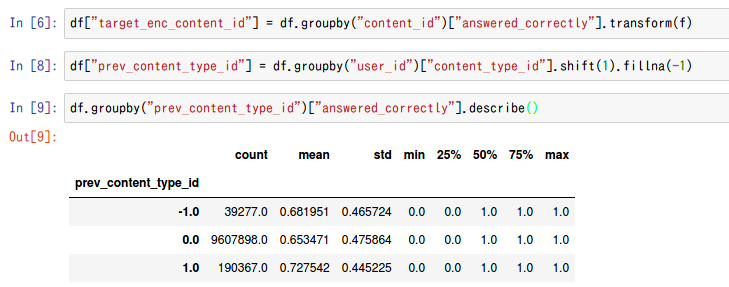 In [6]: df["target_enc_content_id"] = df.groupby("content_id")["answered_correctly"].transform(f)
In [8]: df["prev_content_type_id"] = df.groupby("user_id")["content_type_id"].shift(1).fillna(-1)
In [9]: df.groupby("prev_content_type_id")["answered_correctly"].describe()
Out[9]:
count mean std min 25% 50% 75% max
prev_content_type_id
-1.0 39277.0 0.681951 0.465724 0.0 0.0 1.0 1.0 1.0
0.0 9607898.0 0.653471 0.475864 0.0 0.0 1.0 1.0 1.0
1.0 190367.0 0.727542 0.445225 0.0 0.0 1.0 1.0 1.0